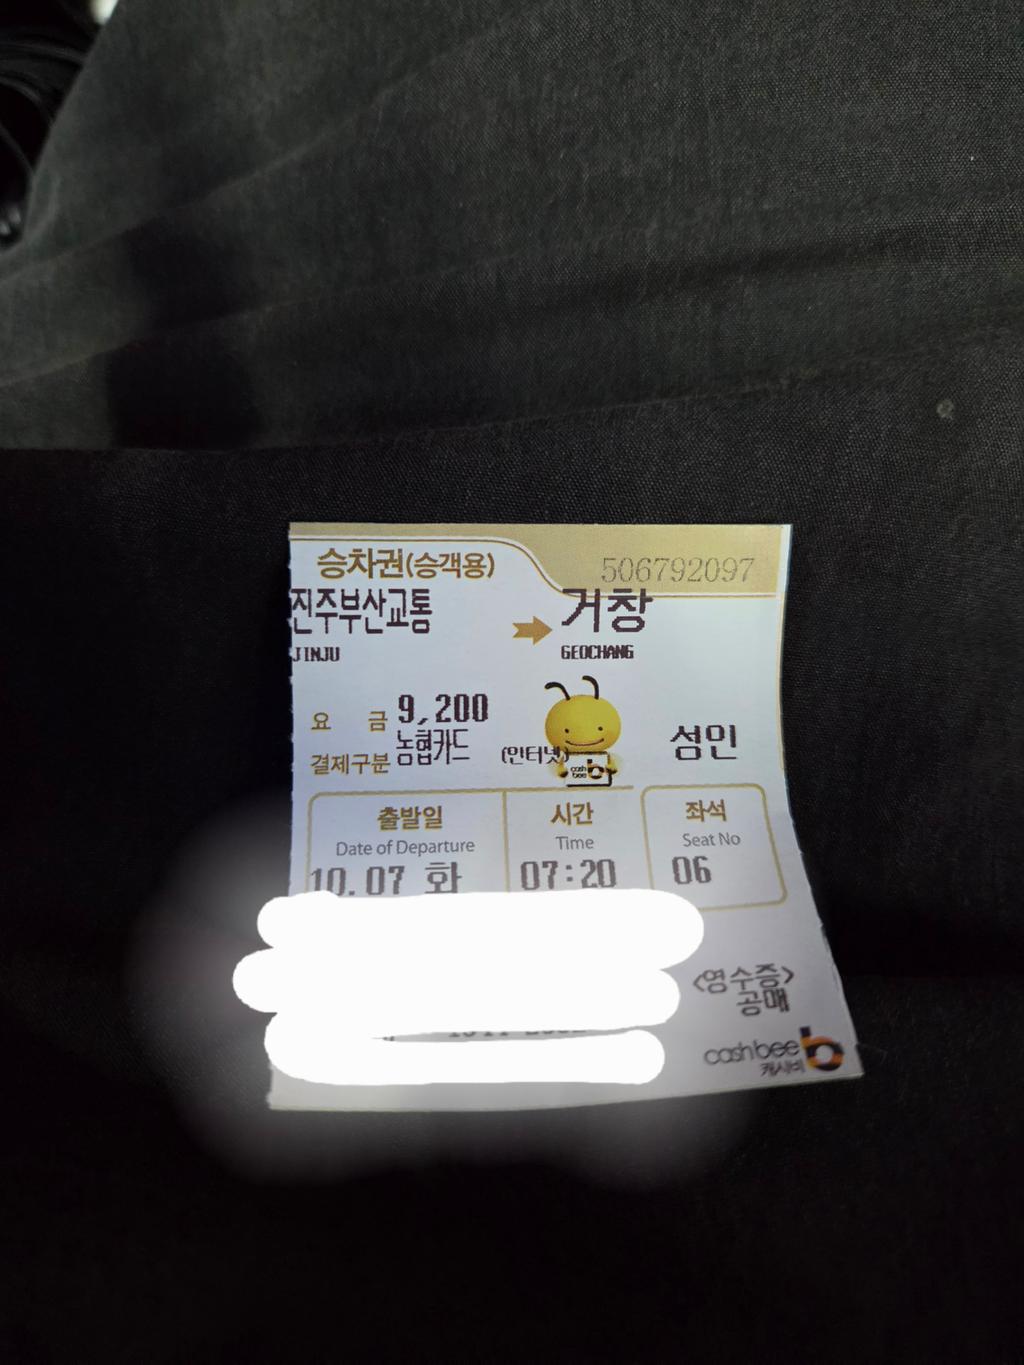 승차권(승객용) 506792097
진주부산교통 거창
JINJU GEOCHANG
요 금 9,200
결제구분 농협카드 (인터넷) 성인
cash bee b
출발일 시간 좌석
Date of Departure Time Seat No
10.07 화 07:20 06
<영수증>
공매
cashbee b
캐시비